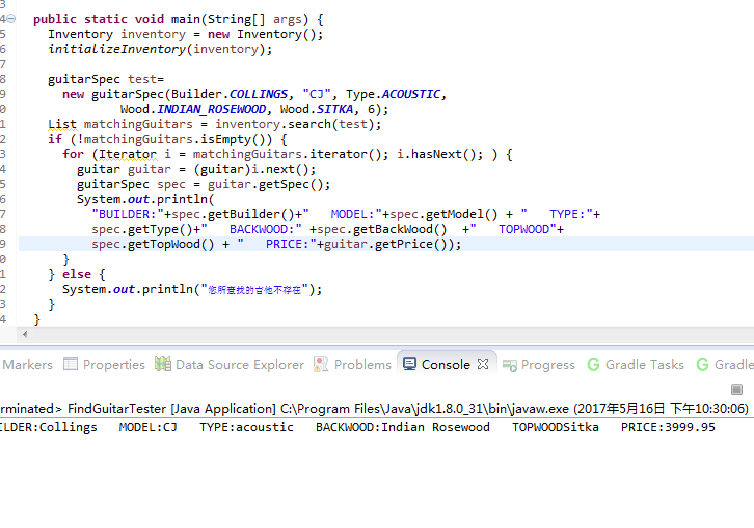 3
4 public static void main(String[] args) {
5 Inventory inventory = new Inventory();
6 initializeInventory(inventory);
7
8 guitarSpec test=
9 new guitarSpec(Builder.COLLINGS, "CJ", Type.ACOUSTIC,
0 Wood.INDIAN_ROSEWOOD, Wood.SITKA, 6);
1 List matchingGuitars = inventory.search(test);
2 if (!matchingGuitars.isEmpty()) {
3 for (Iterator i = matchingGuitars.iterator(); i.hasNext(); ) {
4 guitar guitar = (guitar)i.next();
5 guitarSpec spec = guitar.getSpec();
6 System.out.println(
7 "BUILDER:"+spec.getBuilder()+" MODEL:"+spec.getModel() + " TYPE:"+
8 spec.getType()+" BACKWOOD:" +spec.getBackWood() +" TOPWOOD"+
9 spec.getTopWood() + " PRICE:"+guitar.getPrice());
0 }
1 } else {
2 System.out.println("您所查找的吉他不存在");
3 }
4 }
Markers Properties Data Source Explorer Problems Console Progress Gradle Tasks Gradle
rminated> FindGuitarTester [Java Application] C:\Program Files\Java\jdk1.8.0_31\bin\javaw.exe (2017年5月16日 下午10:30:06)
ILDER:Collings MODEL:CJ TYPE:acoustic BACKWOOD:Indian Rosewood TOPWOODSitka PRICE:3999.95